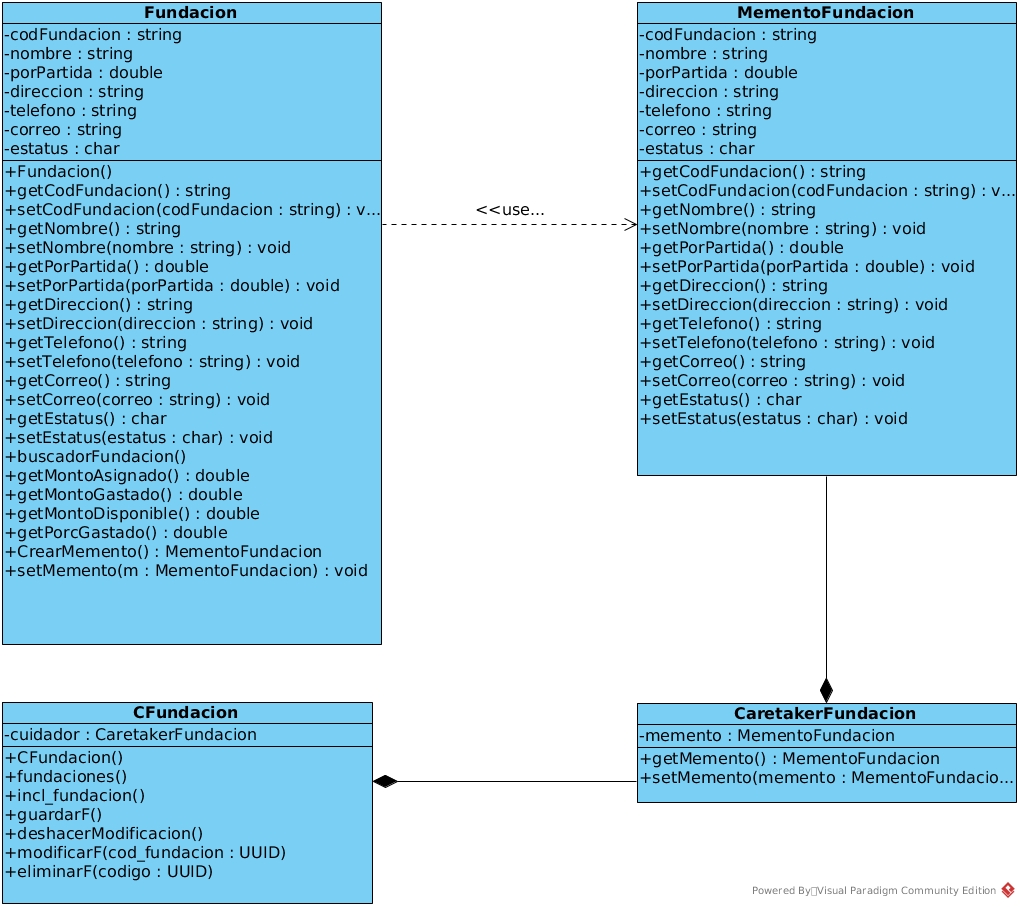 Fundacion
-codFundacion : string
-nombre : string
-porPartida : double
-direccion : string
-telefono : string
-correo : string
-estatus : char
+Fundacion()
+getCodFundacion() : string
+setCodFundacion(codFundacion : string) : v...
+getNombre() : string
+setNombre(nombre : string) : void
+getPorPartida() : double
+setPorPartida(porPartida : double) : void
+getDireccion() : string
+setDireccion(direccion : string) : void
+getTelefono() : string
+setTelefono(telefono : string) : void
+getCorreo() : string
+setCorreo(correo : string) : void
+getEstatus() : char
+setEstatus(estatus : char) : void
+buscadorFundacion()
+getMontoAsignado() : double
+getMontoGastado() : double
+getMontoDisponible() : double
+getPorcGastado() : double
+CrearMemento() : MementoFundacion
+setMemento(m : MementoFundacion) : void
<<use...
MementoFundacion
-codFundacion : string
-nombre : string
-porPartida : double
-direccion : string
-telefono : string
-correo : string
-estatus : char
+getCodFundacion() : string
+setCodFundacion(codFundacion : string) : v...
+getNombre() : string
+setNombre(nombre : string) : void
+getPorPartida() : double
+setPorPartida(porPartida : double) : void
+getDireccion() : string
+setDireccion(direccion : string) : void
+getTelefono() : string
+setTelefono(telefono : string) : void
+getCorreo() : string
+setCorreo(correo : string) : void
+getEstatus() : char
+setEstatus(estatus : char) : void
CFundacion
-cuidador : CaretakerFundacion
+CFundacion()
+fundaciones()
+incl_fundacion()
+guardarF()
+deshacerModificacion()
+modificarF(cod_fundacion : UUID)
+eliminarF(codigo : UUID)
CaretakerFundacion
-memento : MementoFundacion
+getMemento() : MementoFundacion
+setMemento(memento : MementoFundacio...
Powered By Visual Paradigm Community Edition